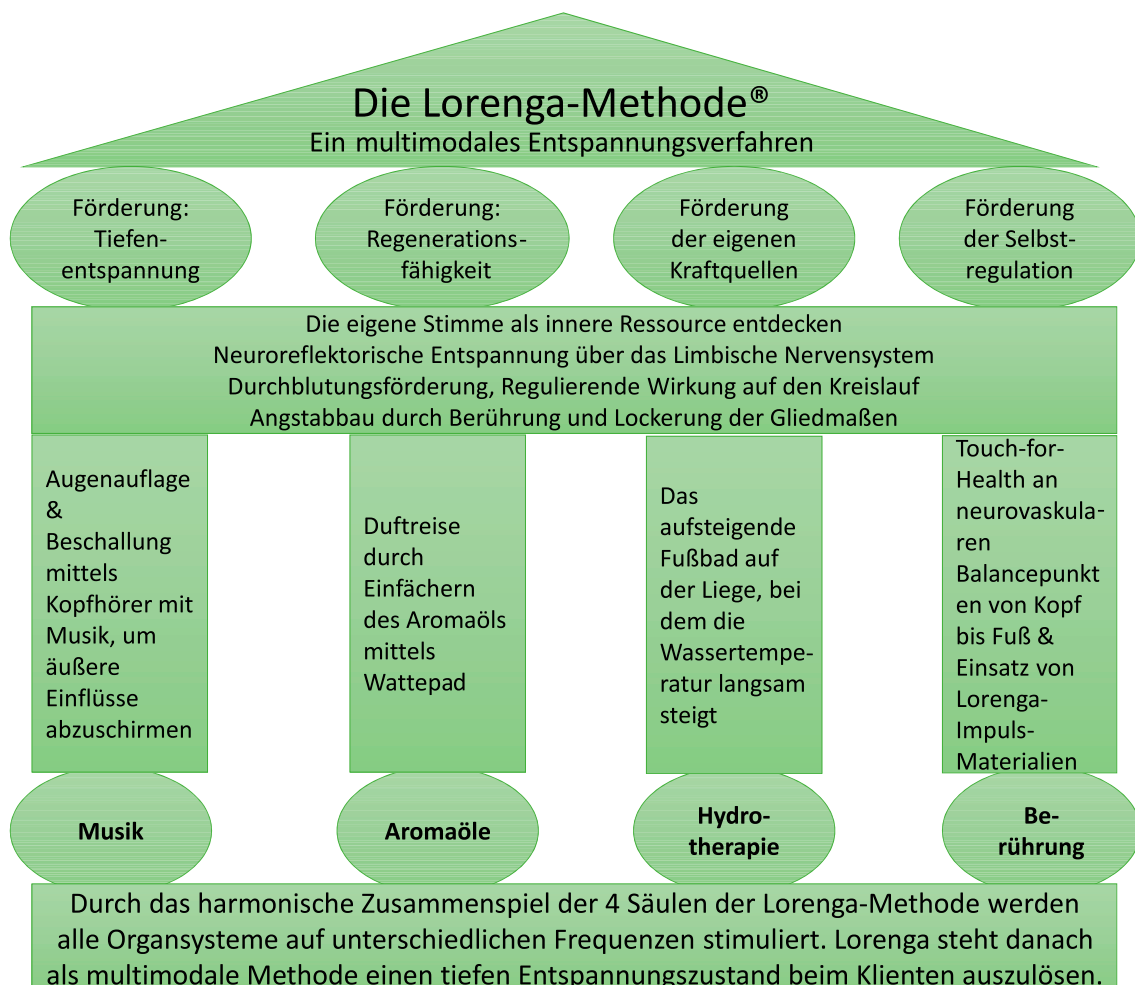 Die Lorenga-Methode®
Ein multimodales Entspannungsverfahren
Förderung:
Tiefen-
entspannung
Förderung:
Regenerations-
fähigkeit
Förderung
der eigenen
Kraftquellen
Förderung
der Selbst-
regulation
Die eigene Stimme als innere Ressource entdecken
Neuroreflektorische Entspannung über das Limbische Nervensystem
Durchblutungsförderung, Regulierende Wirkung auf den Kreislauf
Angstabbau durch Berührung und Lockerung der Gliedmaßen
Augenauflage
&
Beschallung
mittels
Kopfhörer mit
Musik, um
äußere
Einflüsse
abzuschirmen
Duftreise
durch
Einfächern
des Aromaöls
mittels
Wattepad
Das
aufsteigende
Fußbad auf
der Liege, bei
dem die
Wassertempe-
ratur langsam
steigt
Touch-for-
Health an
neurovaskula-
ren
Balancepunkt
en von Kopf
bis Fuß &
Einsatz von
Lorenga-
Impuls-
Materialien
Musik
Aromaöle
Hydro-
therapie
Be-
rührung
Durch das harmonische Zusammenspiel der 4 Säulen der Lorenga-Methode werden
alle Organsysteme auf unterschiedlichen Frequenzen stimuliert. Lorenga steht danach
als multimodale Methode einen tiefen Entspannungszustand beim Klienten auszulösen.